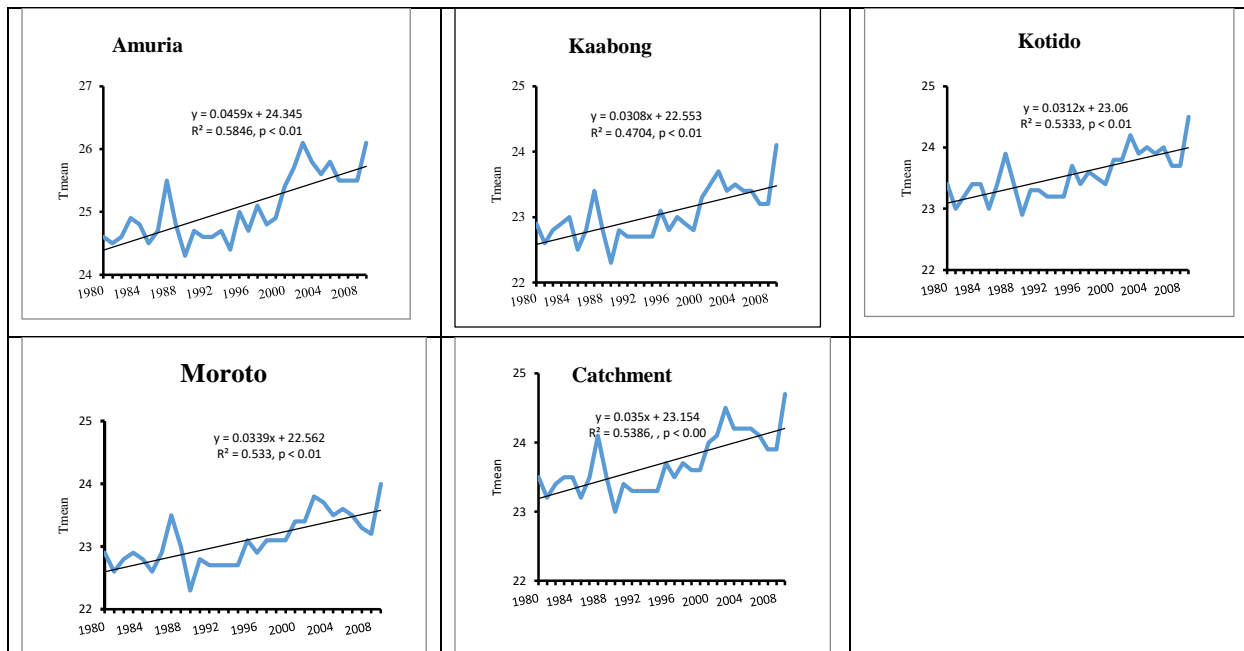 Amuria
27
26
25
24
Tmean
y = 0.0459x + 24.345
R² = 0.5846, p < 0.01
1980 1984 1988 1992 1996 2000 2004 2008
Kaabong
25
24
23
22
Tmean
y = 0.0308x + 22.553
R² = 0.4704, p < 0.01
1980 1984 1988 1992 1996 2000 2004 2008
Kotido
25
24
23
22
Tmean
y = 0.0312x + 23.06
R² = 0.5333, p < 0.01
1980 1984 1988 1992 1996 2000 2004 2008
Moroto
25
24
23
22
Tmean
y = 0.0339x + 22.562
R² = 0.533, p < 0.01
1980 1984 1988 1992 1996 2000 2004 2008
Catchment
25
24
23
22
Tmean
y = 0.035x + 23.154
R² = 0.5386, , p < 0.00
1980 1984 1988 1992 1996 2000 2004 2008